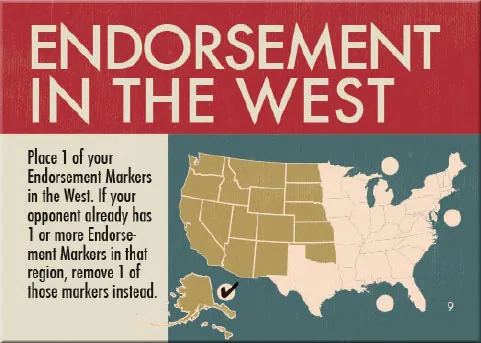 ENDORSEMENT
IN THE WEST
Place 1 of your
Endorsement Markers
in the West. If your
opponent already has
1 or more Endorse-
ment Markers in that
region, remove 1 of
those markers instead.
9